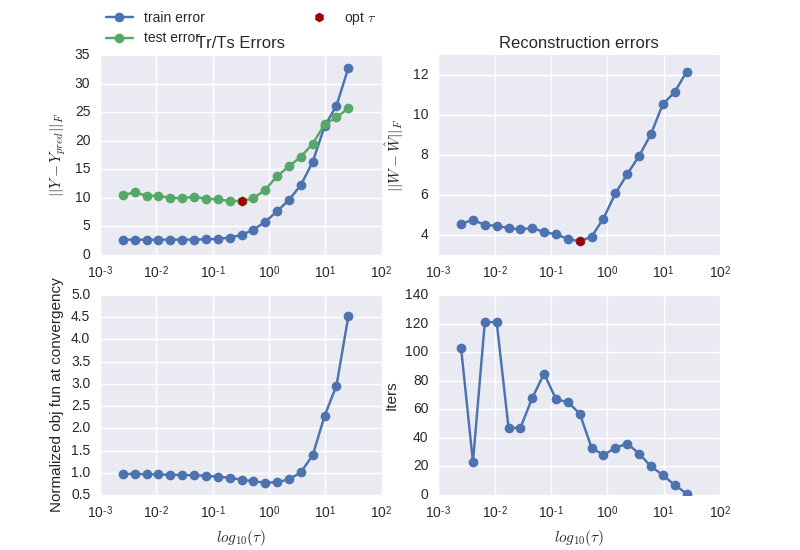 train error
test error
opt τ
Tr/Ts Errors
||Y − Y_pred||_F
35
30
25
20
15
10
5
0
10^-3 10^-2 10^-1 10^0 10^1 10^2
Reconstruction errors
||W − Ŵ||_F
12
10
8
6
4
10^-3 10^-2 10^-1 10^0 10^1 10^2
Normalized obj fun at convergency
5.0
4.5
4.0
3.5
3.0
2.5
2.0
1.5
1.0
0.5
10^-3 10^-2 10^-1 10^0 10^1 10^2
log_10(τ)
Iters
140
120
100
80
60
40
20
0
10^-3 10^-2 10^-1 10^0 10^1 10^2
log_10(τ)